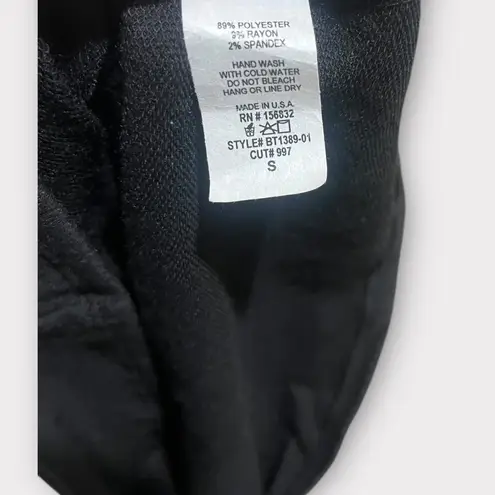 89% POLYESTER
9% RAYON
2% SPANDEX
HAND WASH
WITH COLD WATER
DO NOT BLEACH
HANG OR LINE DRY
MADE IN U.S.A.
RN # 156832
STYLE# BT1389-01
CUT# 997
S